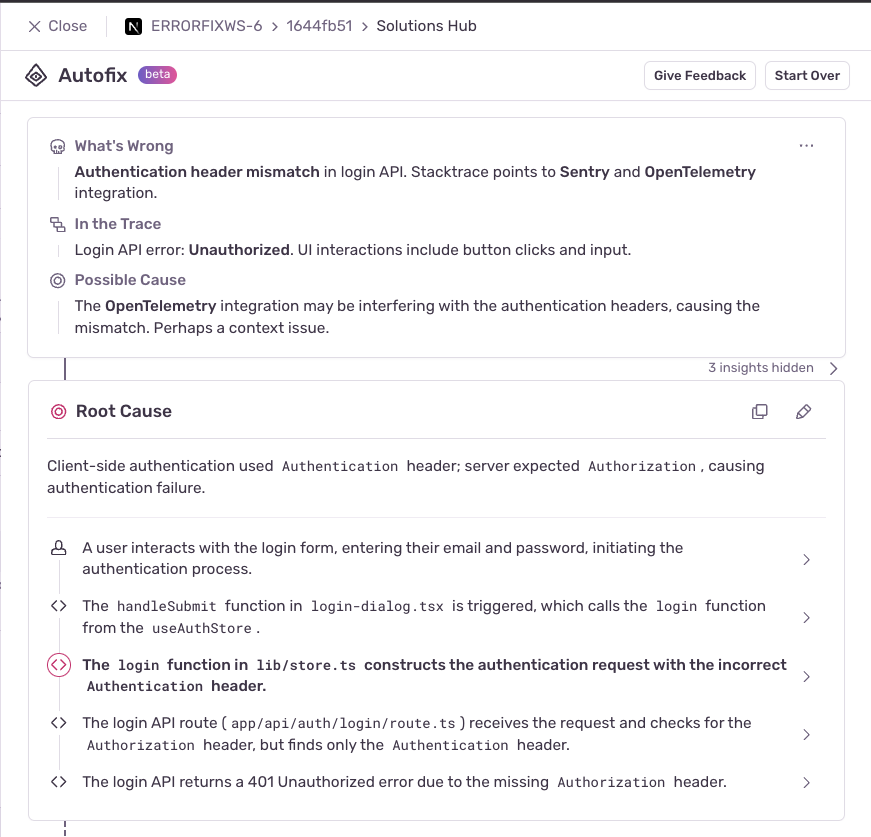 Close ERRORFIXWS-6 > 1644fb51 > Solutions Hub
Autofix beta Give Feedback Start Over
What's Wrong
Authentication header mismatch in login API. Stacktrace points to Sentry and OpenTelemetry
integration.
In the Trace
Login API error: Unauthorized. UI interactions include button clicks and input.
Possible Cause
The OpenTelemetry integration may be interfering with the authentication headers, causing the
mismatch. Perhaps a context issue.
3 insights hidden
Root Cause
Client-side authentication used Authentication header; server expected Authorization, causing
authentication failure.
A user interacts with the login form, entering their email and password, initiating the
authentication process.
The handleSubmit function in login-dialog.tsx is triggered, which calls the login function
from the useAuthStore.
The login function in lib/store.ts constructs the authentication request with the incorrect
Authentication header.
The login API route (app/api/auth/login/route.ts) receives the request and checks for the
Authorization header, but finds only the Authentication header.
The login API returns a 401 Unauthorized error due to the missing Authorization header.